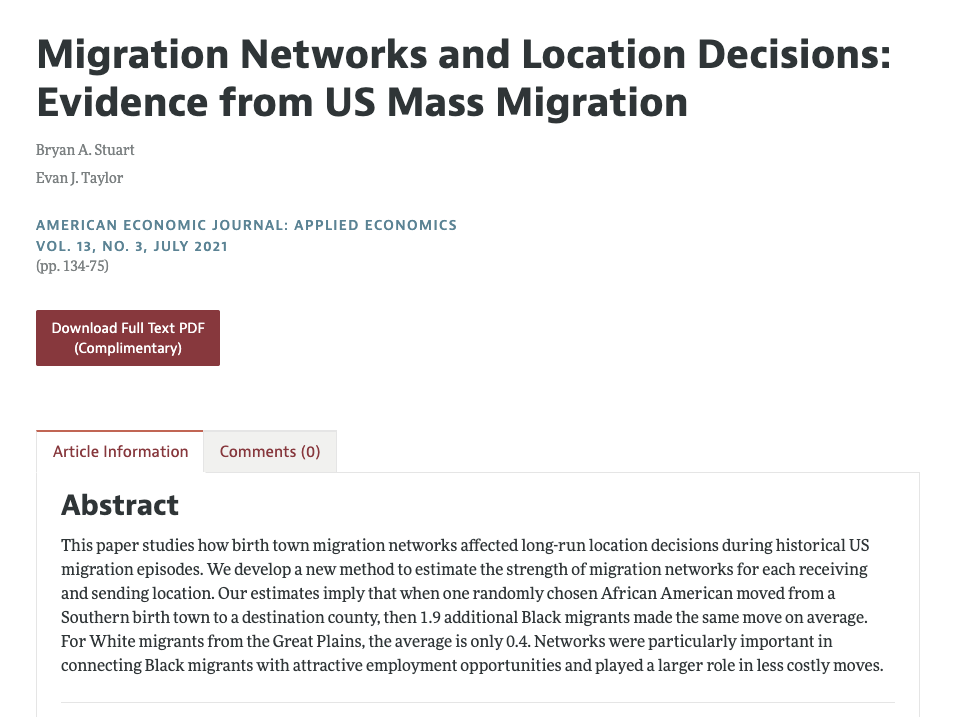 Migration Networks and Location Decisions:
Evidence from US Mass Migration
Bryan A. Stuart
Evan J. Taylor
AMERICAN ECONOMIC JOURNAL: APPLIED ECONOMICS
VOL. 13, NO. 3, JULY 2021
(pp. 134-75)
Download Full Text PDF
(Complimentary)
Article Information
Comments (0)
Abstract
This paper studies how birth town migration networks affected long-run location decisions during historical US
migration episodes. We develop a new method to estimate the strength of migration networks for each receiving
and sending location. Our estimates imply that when one randomly chosen African American moved from a
Southern birth town to a destination county, then 1.9 additional Black migrants made the same move on average.
For White migrants from the Great Plains, the average is only 0.4. Networks were particularly important in
connecting Black migrants with attractive employment opportunities and played a larger role in less costly moves.